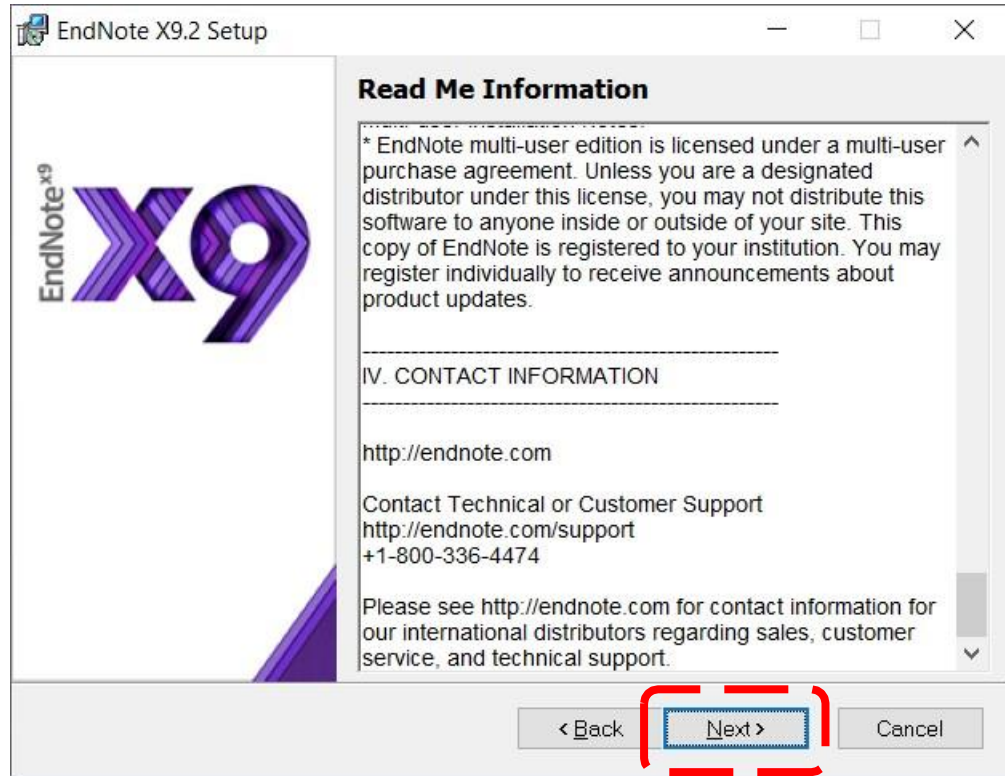 EndNote X9.2 Setup
Read Me Information
* EndNote multi-user edition is licensed under a multi-user
purchase agreement. Unless you are a designated
distributor under this license, you may not distribute this
software to anyone inside or outside of your site. This
copy of EndNote is registered to your institution. You may
register individually to receive announcements about
product updates.
----------------------------------------------------
IV. CONTACT INFORMATION
----------------------------------------------------
http://endnote.com
Contact Technical or Customer Support
http://endnote.com/support
+1-800-336-4474
Please see http://endnote.com for contact information for
our international distributors regarding sales, customer
service, and technical support.
EndNote x9
X9
< Back
Next >
Cancel